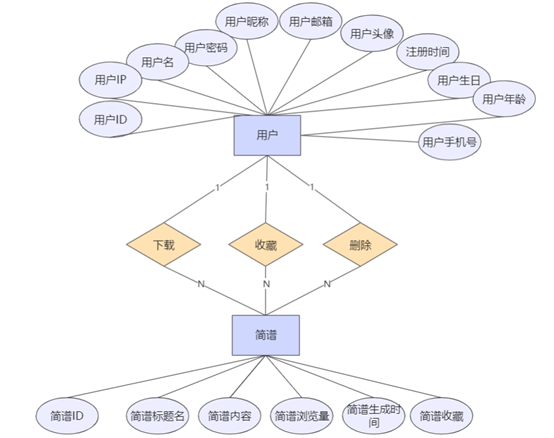 用户昵称
用户邮箱
用户头像
用户密码
注册时间
用户名
用户IP
用户生日
用户年龄
用户ID
用户
用户手机号
1
1
1
下载
收藏
删除
N
N
N
简谱
简谱ID
简谱标题名
简谱内容
简谱浏览量
简谱生成时
间
简谱收藏